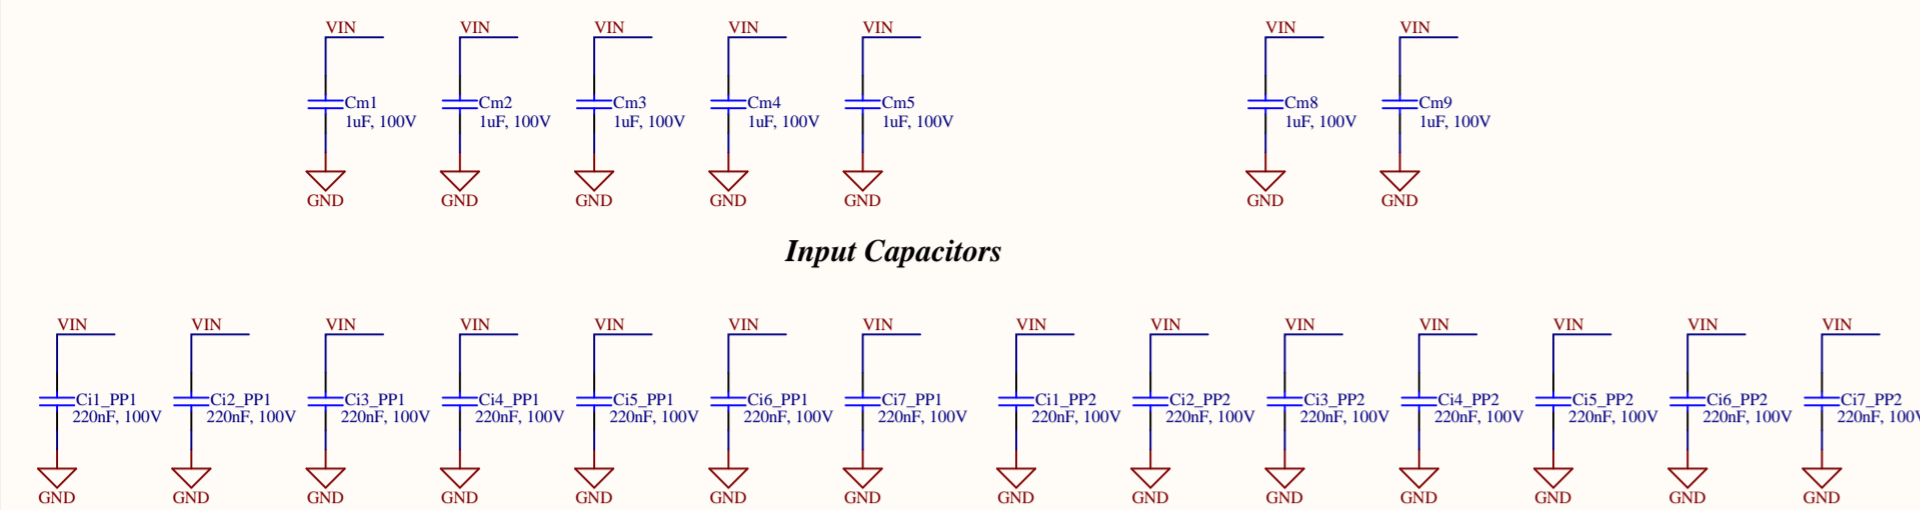 VIN VIN VIN VIN VIN VIN VIN
Cm1 Cm2 Cm3 Cm4 Cm5 Cm8 Cm9
1uF, 100V 1uF, 100V 1uF, 100V 1uF, 100V 1uF, 100V 1uF, 100V 1uF, 100V
GND GND GND GND GND GND GND
Input Capacitors
VIN VIN VIN VIN VIN VIN VIN VIN VIN VIN VIN VIN VIN VIN
Ci1_PP1 Ci2_PP1 Ci3_PP1 Ci4_PP1 Ci5_PP1 Ci6_PP1 Ci7_PP1 Ci1_PP2 Ci2_PP2 Ci3_PP2 Ci4_PP2 Ci5_PP2 Ci6_PP2 Ci7_PP2
220nF, 100V 220nF, 100V 220nF, 100V 220nF, 100V 220nF, 100V 220nF, 100V 220nF, 100V 220nF, 100V 220nF, 100V 220nF, 100V 220nF, 100V 220nF, 100V 220nF, 100V 220nF, 100V
GND GND GND GND GND GND GND GND GND GND GND GND GND GND